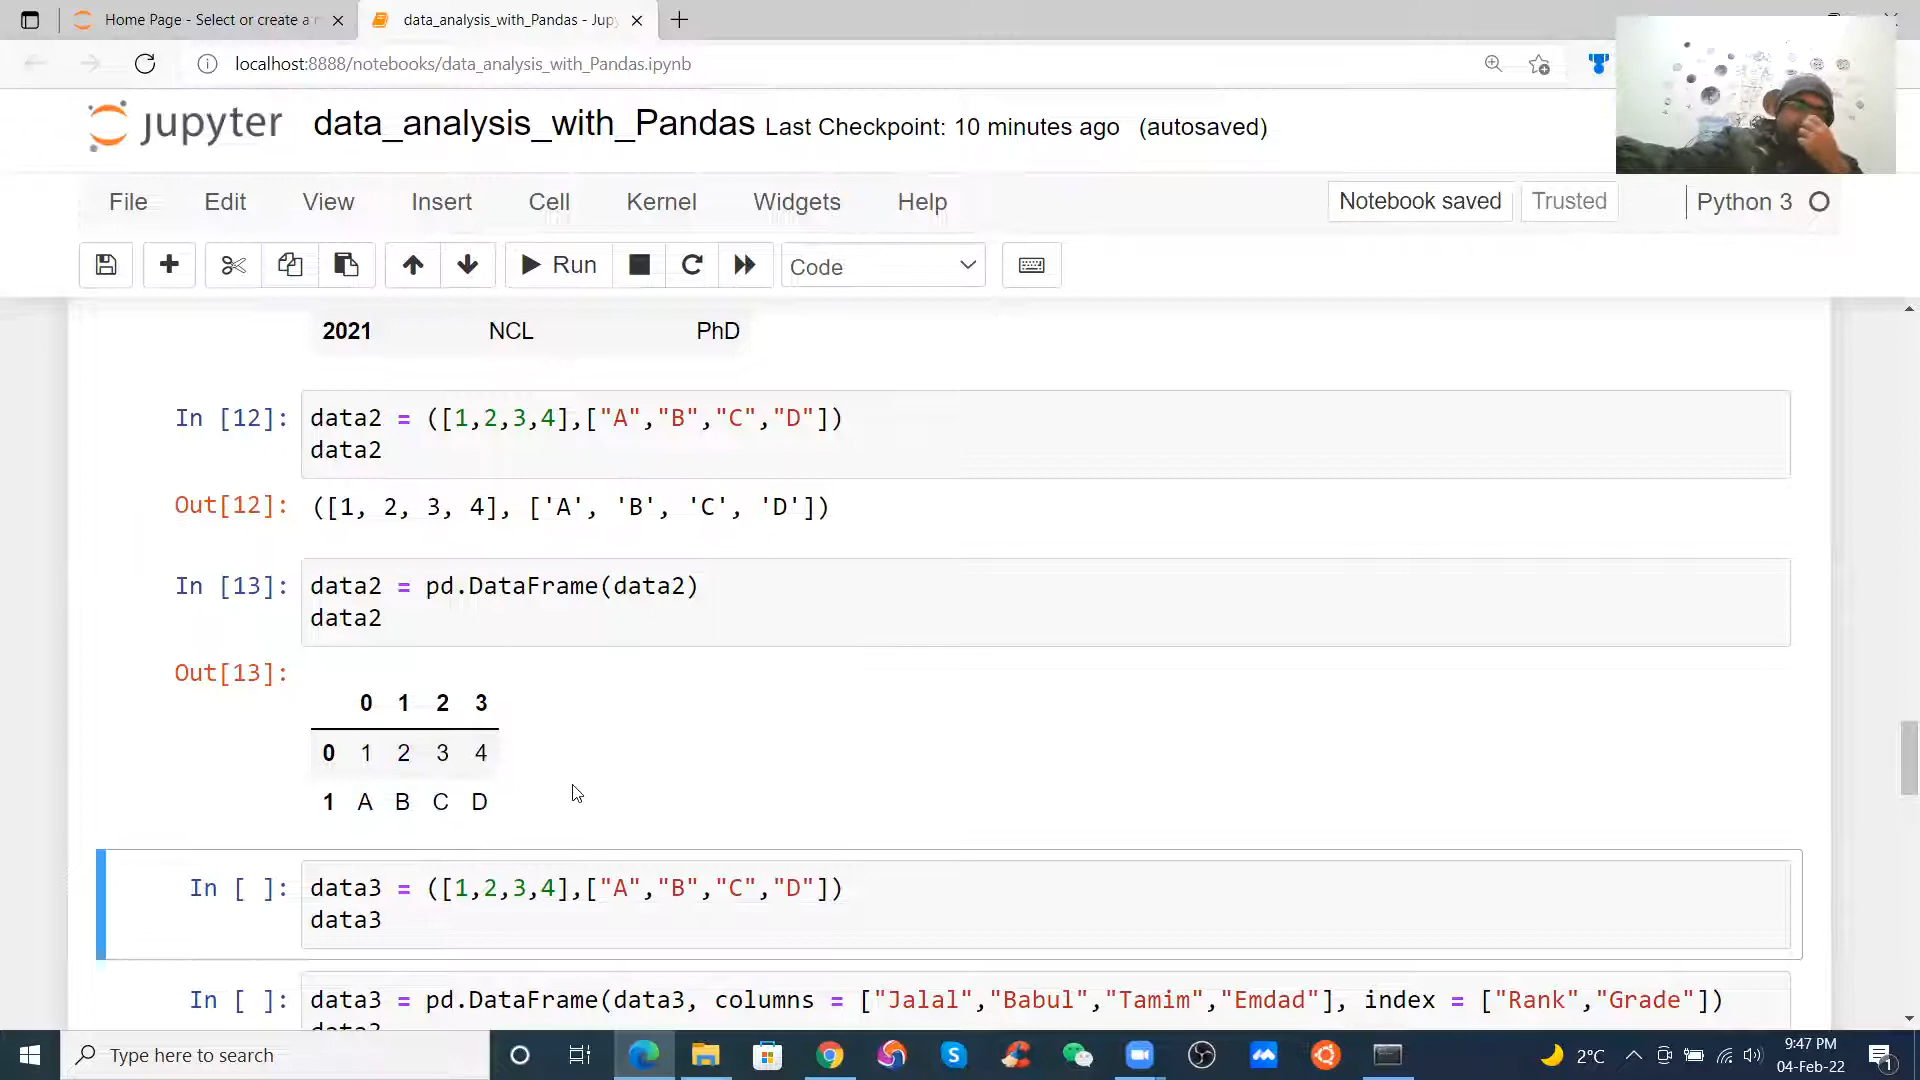 Home Page - Select or create a n
data_analysis_with_Pandas - Jup
localhost:8888/notebooks/data_analysis_with_Pandas.ipynb
jupyter data_analysis_with_Pandas Last Checkpoint: 10 minutes ago (autosaved)
File Edit View Insert Cell Kernel Widgets Help Notebook saved Trusted Python 3
Run Code
2021 NCL PhD
In [12]: data2 = ([1,2,3,4],["A","B","C","D"])
data2
Out[12]: ([1, 2, 3, 4], ['A', 'B', 'C', 'D'])
In [13]: data2 = pd.DataFrame(data2)
data2
Out[13]:
0 1 2 3
0 1 2 3 4
1 A B C D
In [ ]: data3 = ([1,2,3,4],["A","B","C","D"])
data3
In [ ]: data3 = pd.DataFrame(data3, columns = ["Jalal","Babul","Tamim","Emdad"], index = ["Rank","Grade"])
data3
Type here to search
2°C
9:47 PM
04-Feb-22
1